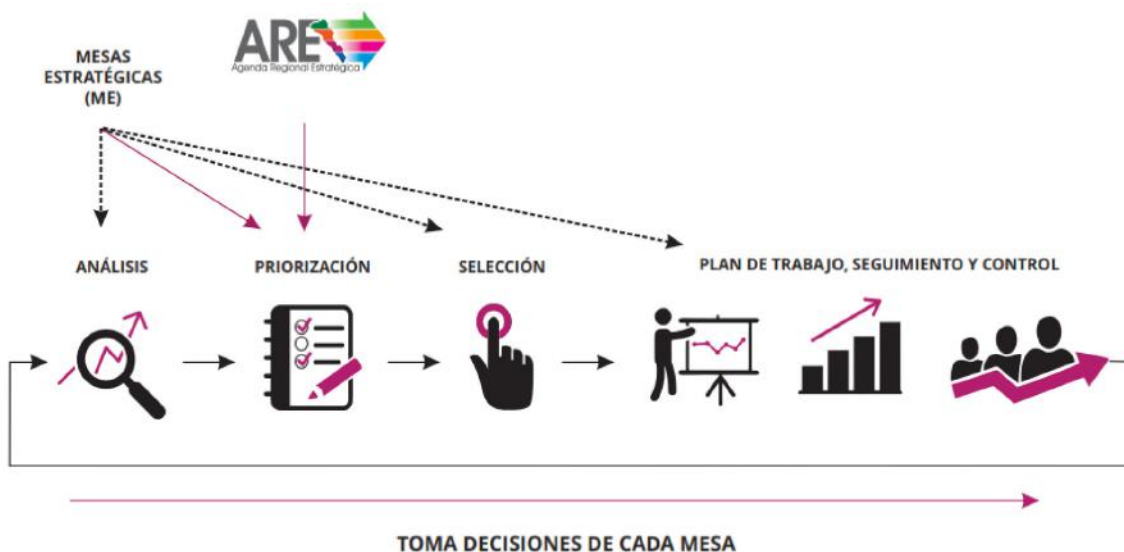 MESAS
ESTRATÉGICAS
(ME)
ARE
Agenda Regional Estratégica
ANÁLISIS
PRIORIZACIÓN
SELECCIÓN
PLAN DE TRABAJO, SEGUIMIENTO Y CONTROL
TOMA DECISIONES DE CADA MESA